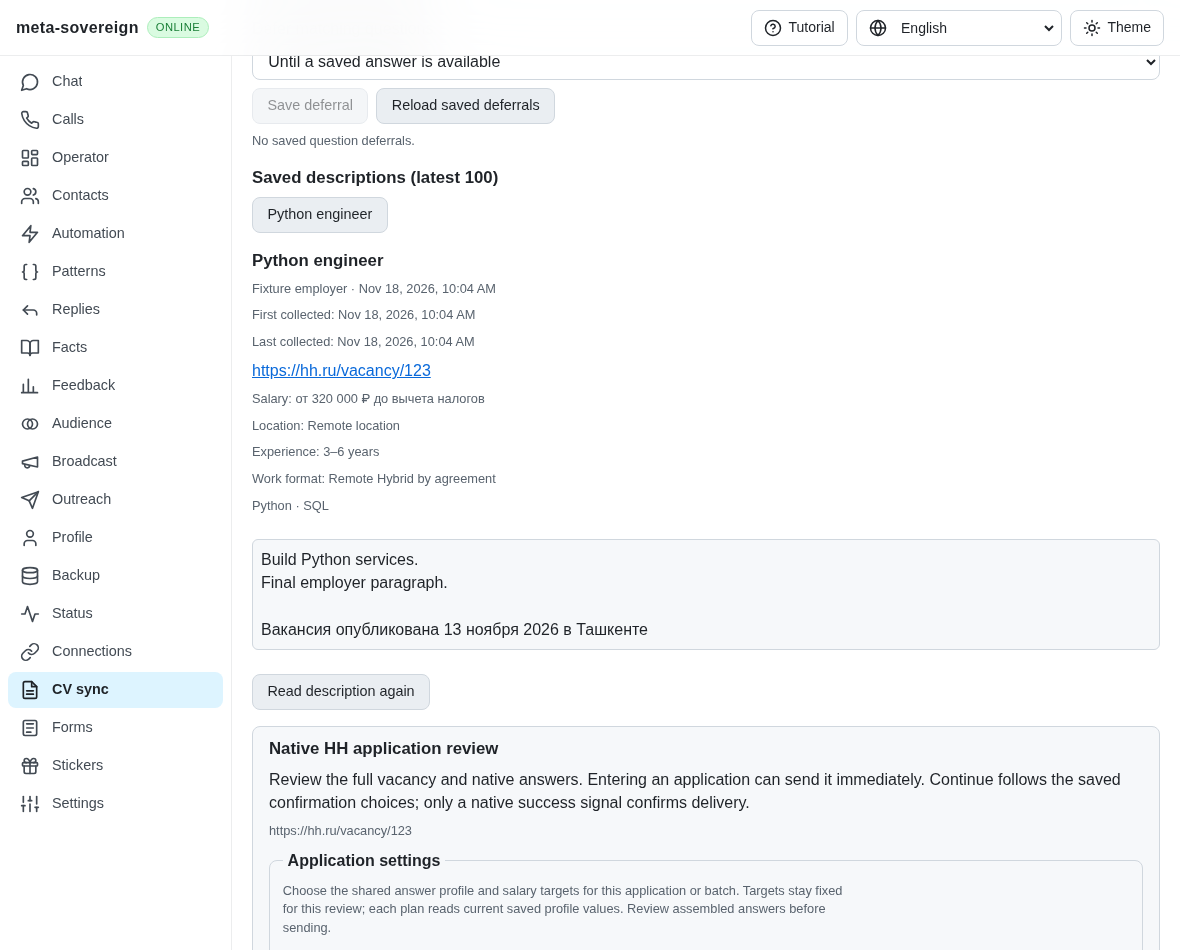 meta-sovereign ONLINE
Tutorial
English
Theme
Chat
Calls
Operator
Contacts
Automation
Patterns
Replies
Facts
Feedback
Audience
Broadcast
Outreach
Profile
Backup
Status
Connections
CV sync
Forms
Stickers
Settings
Until a saved answer is available
Save deferral
Reload saved deferrals
No saved question deferrals.
Saved descriptions (latest 100)
Python engineer
Python engineer
Fixture employer · Nov 18, 2026, 10:04 AM
First collected: Nov 18, 2026, 10:04 AM
Last collected: Nov 18, 2026, 10:04 AM
https://hh.ru/vacancy/123
Salary: от 320 000 ₽ до вычета налогов
Location: Remote location
Experience: 3–6 years
Work format: Remote Hybrid by agreement
Python · SQL
Build Python services.
Final employer paragraph.
Вакансия опубликована 13 ноября 2026 в Ташкенте
Read description again
Native HH application review
Review the full vacancy and native answers. Entering an application can send it immediately. Continue follows the saved
confirmation choices; only a native success signal confirms delivery.
https://hh.ru/vacancy/123
Application settings
Choose the shared answer profile and salary targets for this application or batch. Targets stay fixed
for this review; each plan reads current saved profile values. Review assembled answers before
sending.